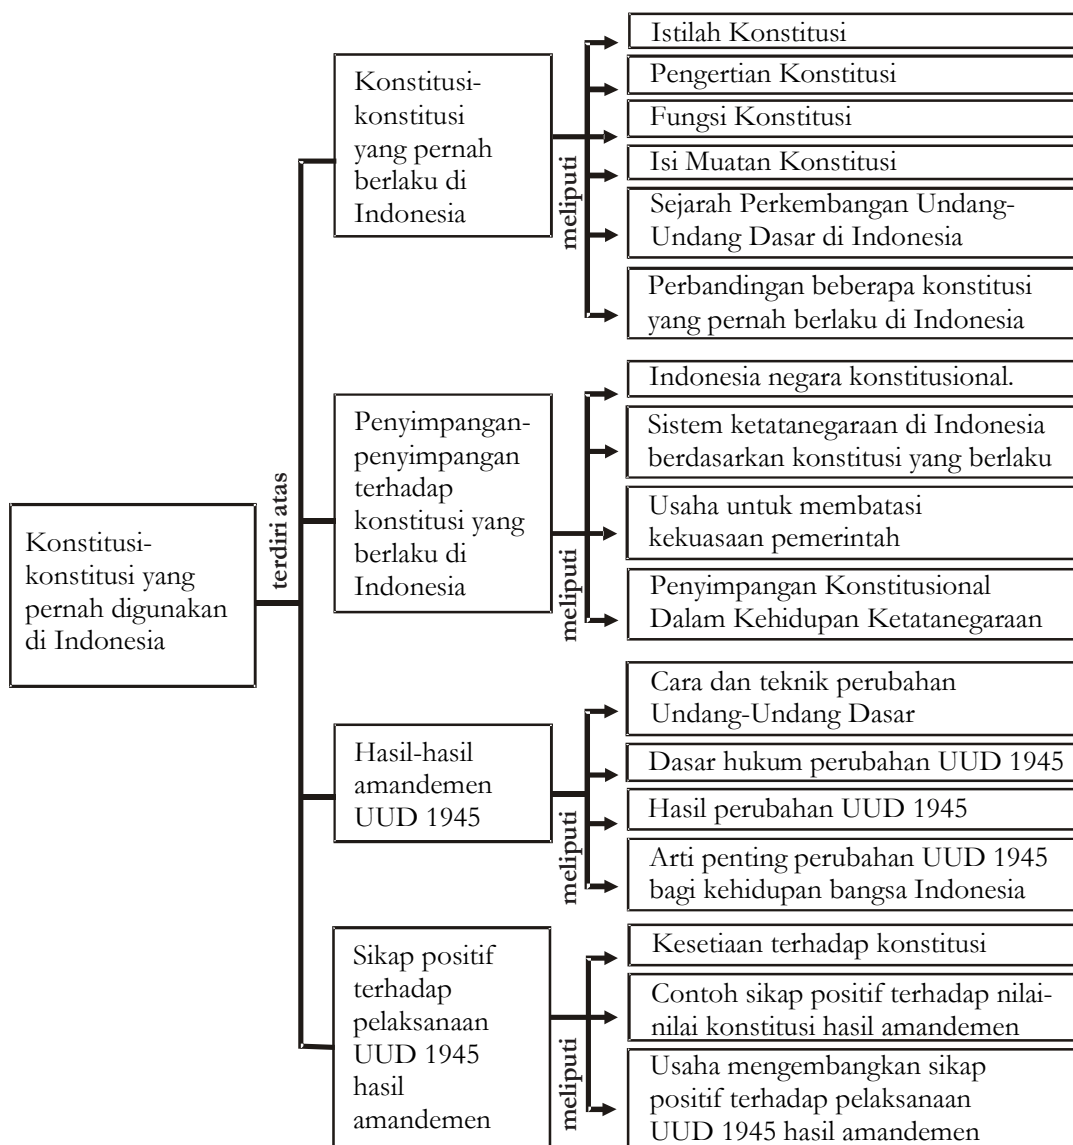 Konstitusi-
konstitusi yang
pernah digunakan
di Indonesia
terdiri atas
Konstitusi-
konstitusi
yang pernah
berlaku di
Indonesia
meliputi
Istilah Konstitusi
Pengertian Konstitusi
Fungsi Konstitusi
Isi Muatan Konstitusi
Sejarah Perkembangan Undang-
Undang Dasar di Indonesia
Perbandingan beberapa konstitusi
yang pernah berlaku di Indonesia
Penyimpangan-
penyimpangan
terhadap
konstitusi yang
berlaku di
Indonesia
meliputi
Indonesia negara konstitusional.
Sistem ketatanegaraan di Indonesia
berdasarkan konstitusi yang berlaku
Usaha untuk membatasi
kekuasaan pemerintah
Penyimpangan Konstitusional
Dalam Kehidupan Ketatanegaraan
Hasil-hasil
amandemen
UUD 1945
meliputi
Cara dan teknik perubahan
Undang-Undang Dasar
Dasar hukum perubahan UUD 1945
Hasil perubahan UUD 1945
Arti penting perubahan UUD 1945
bagi kehidupan bangsa Indonesia
Sikap positif
terhadap
pelaksanaan
UUD 1945
hasil
amandemen
meliputi
Kesetiaan terhadap konstitusi
Contoh sikap positif terhadap nilai-
nilai konstitusi hasil amandemen
Usaha mengembangkan sikap
positif terhadap pelaksanaan
UUD 1945 hasil amandemen